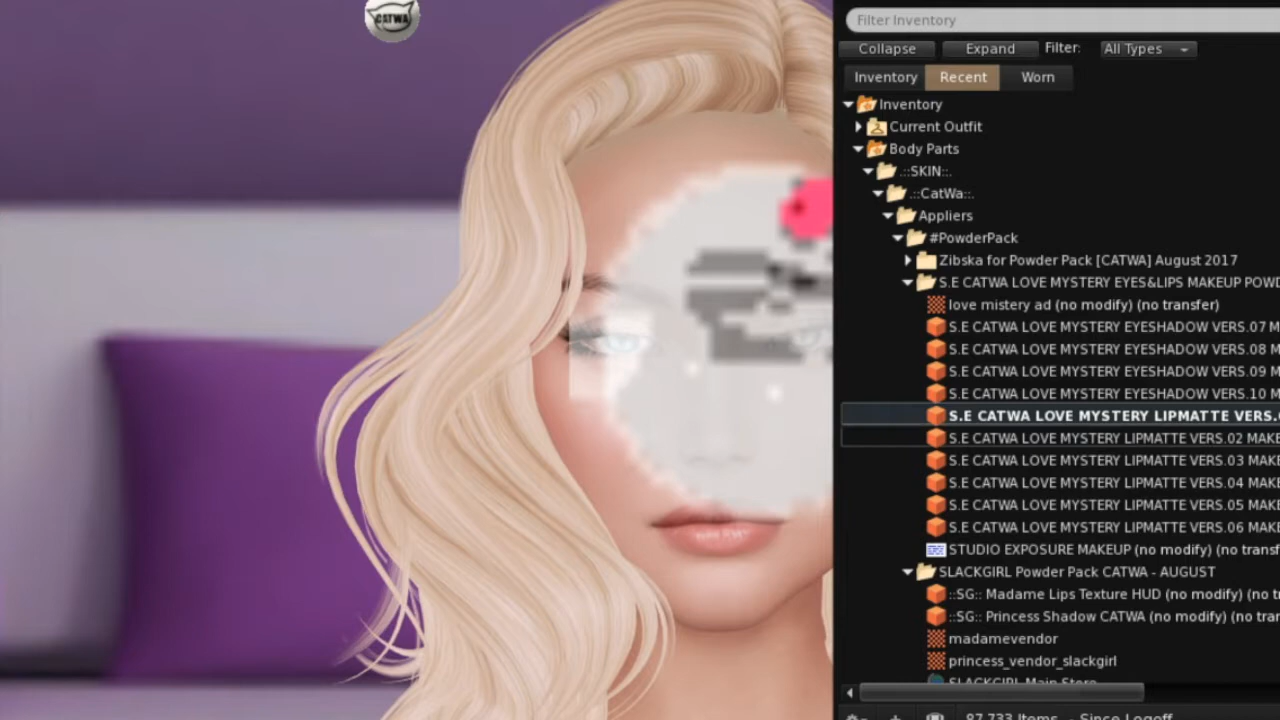 CATWA
Filter Inventory
Collapse Expand Filter: All Types
Inventory Recent Worn
Inventory
Current Outfit
Body Parts
.::SKIN::.
.::CatWa::.
Appliers
#PowderPack
Zibska for Powder Pack [CATWA] August 2017
S.E CATWA LOVE MYSTERY EYES&LIPS MAKEUP POWD
love mistery ad (no modify) (no transfer)
S.E CATWA LOVE MYSTERY EYESHADOW VERS.07 M
S.E CATWA LOVE MYSTERY EYESHADOW VERS.08 M
S.E CATWA LOVE MYSTERY EYESHADOW VERS.09 M
S.E CATWA LOVE MYSTERY EYESHADOW VERS.10 M
S.E CATWA LOVE MYSTERY LIPMATTE VERS.
S.E CATWA LOVE MYSTERY LIPMATTE VERS.02 MAKE
S.E CATWA LOVE MYSTERY LIPMATTE VERS.03 MAKE
S.E CATWA LOVE MYSTERY LIPMATTE VERS.04 MAKE
S.E CATWA LOVE MYSTERY LIPMATTE VERS.05 MAKE
S.E CATWA LOVE MYSTERY LIPMATTE VERS.06 MAKE
STUDIO EXPOSURE MAKEUP (no modify) (no transf
SLACKGIRL Powder Pack CATWA - AUGUST
::SG:: Madame Lips Texture HUD (no modify) (no tr
::SG:: Princess Shadow CATWA (no modify) (no tran
madamevendor
princess_vendor_slackgirl
SLACKGIRL Main Store
87,733 Items - Since Logoff